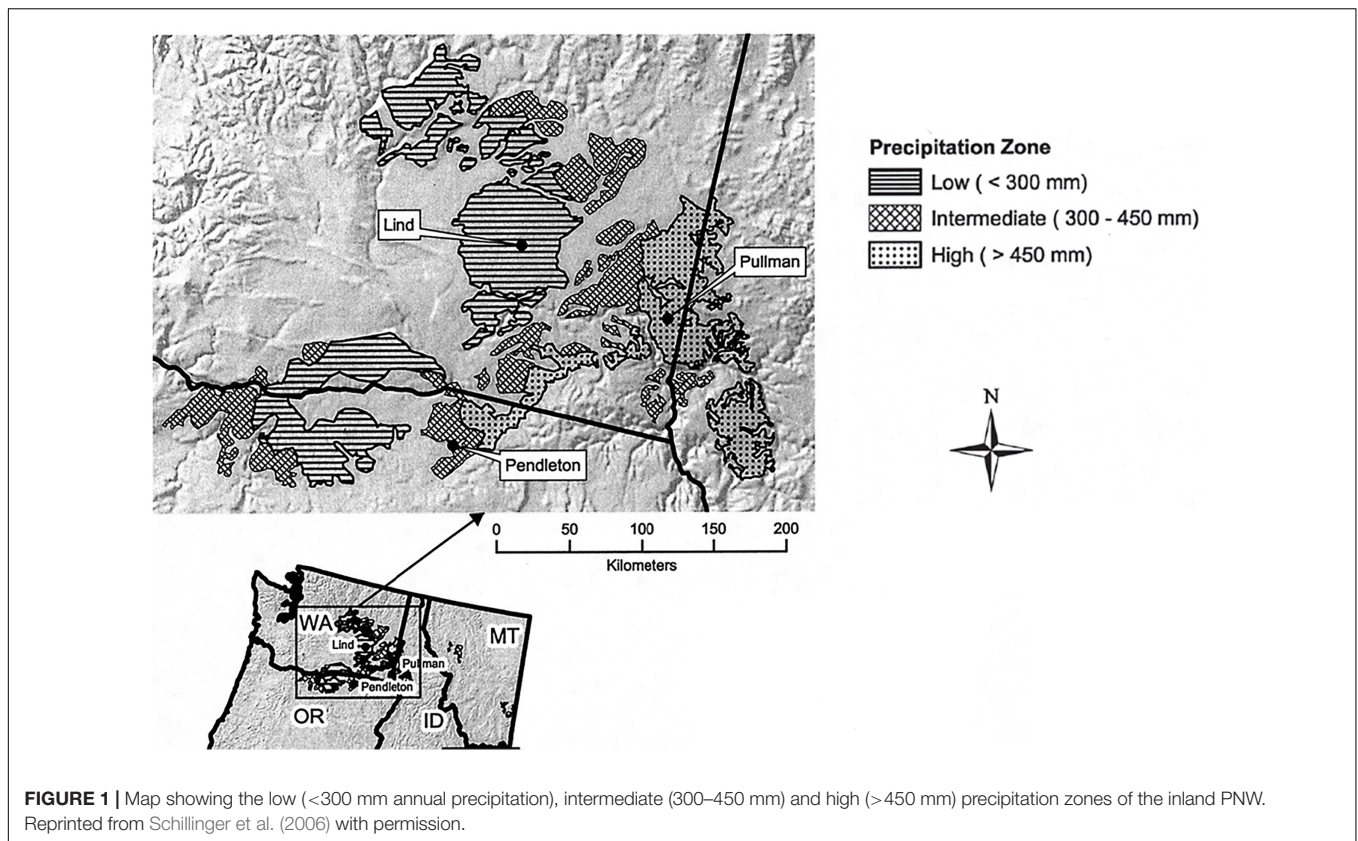 Lind
Pullman
Pendleton
Precipitation Zone
Low ( < 300 mm)
Intermediate ( 300 - 450 mm)
High ( > 450 mm)
N
0 50 100 150 200
Kilometers
WA
MT
Lind
Pullman
Pendleton
OR
ID
FIGURE 1 | Map showing the low (<300 mm annual precipitation), intermediate (300–450 mm) and high (>450 mm) precipitation zones of the inland PNW.
Reprinted from Schillinger et al. (2006) with permission.